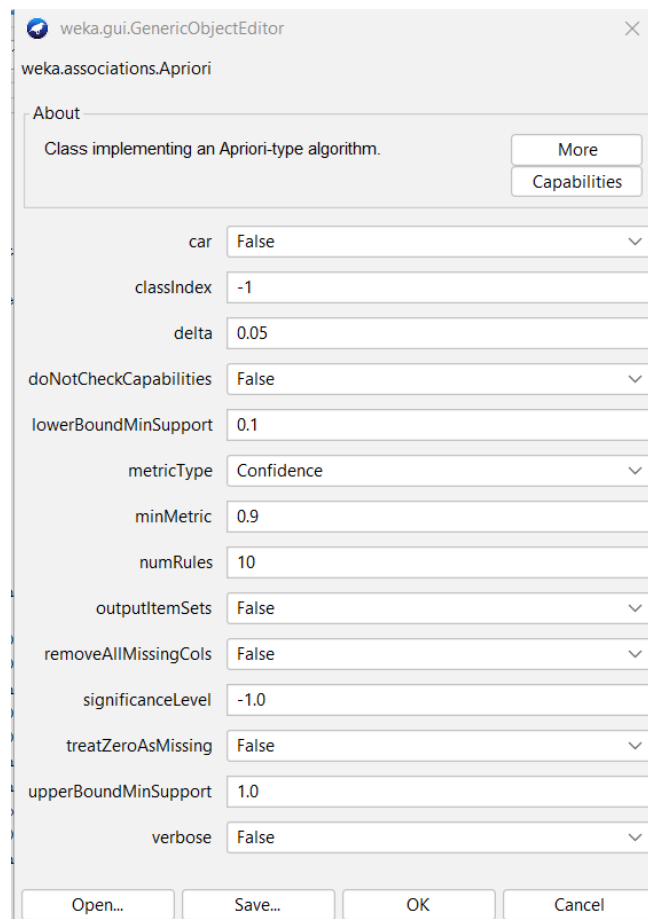 weka.gui.GenericObjectEditor
weka.associations.Apriori
About
Class implementing an Apriori-type algorithm.
More
Capabilities
car False
classIndex -1
delta 0.05
doNotCheckCapabilities False
lowerBoundMinSupport 0.1
metricType Confidence
minMetric 0.9
numRules 10
outputItemSets False
removeAllMissingCols False
significanceLevel -1.0
treatZeroAsMissing False
upperBoundMinSupport 1.0
verbose False
Open... Save... OK Cancel